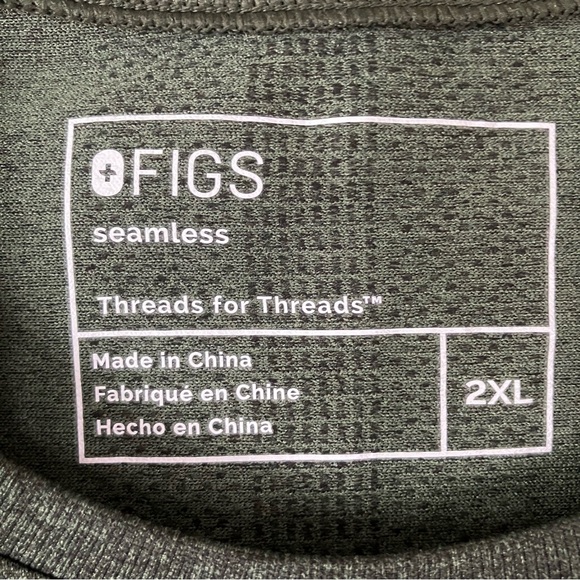 FIGS
seamless
Threads for Threads™
Made in China
Fabriqué en Chine
Hecho en China
2XL